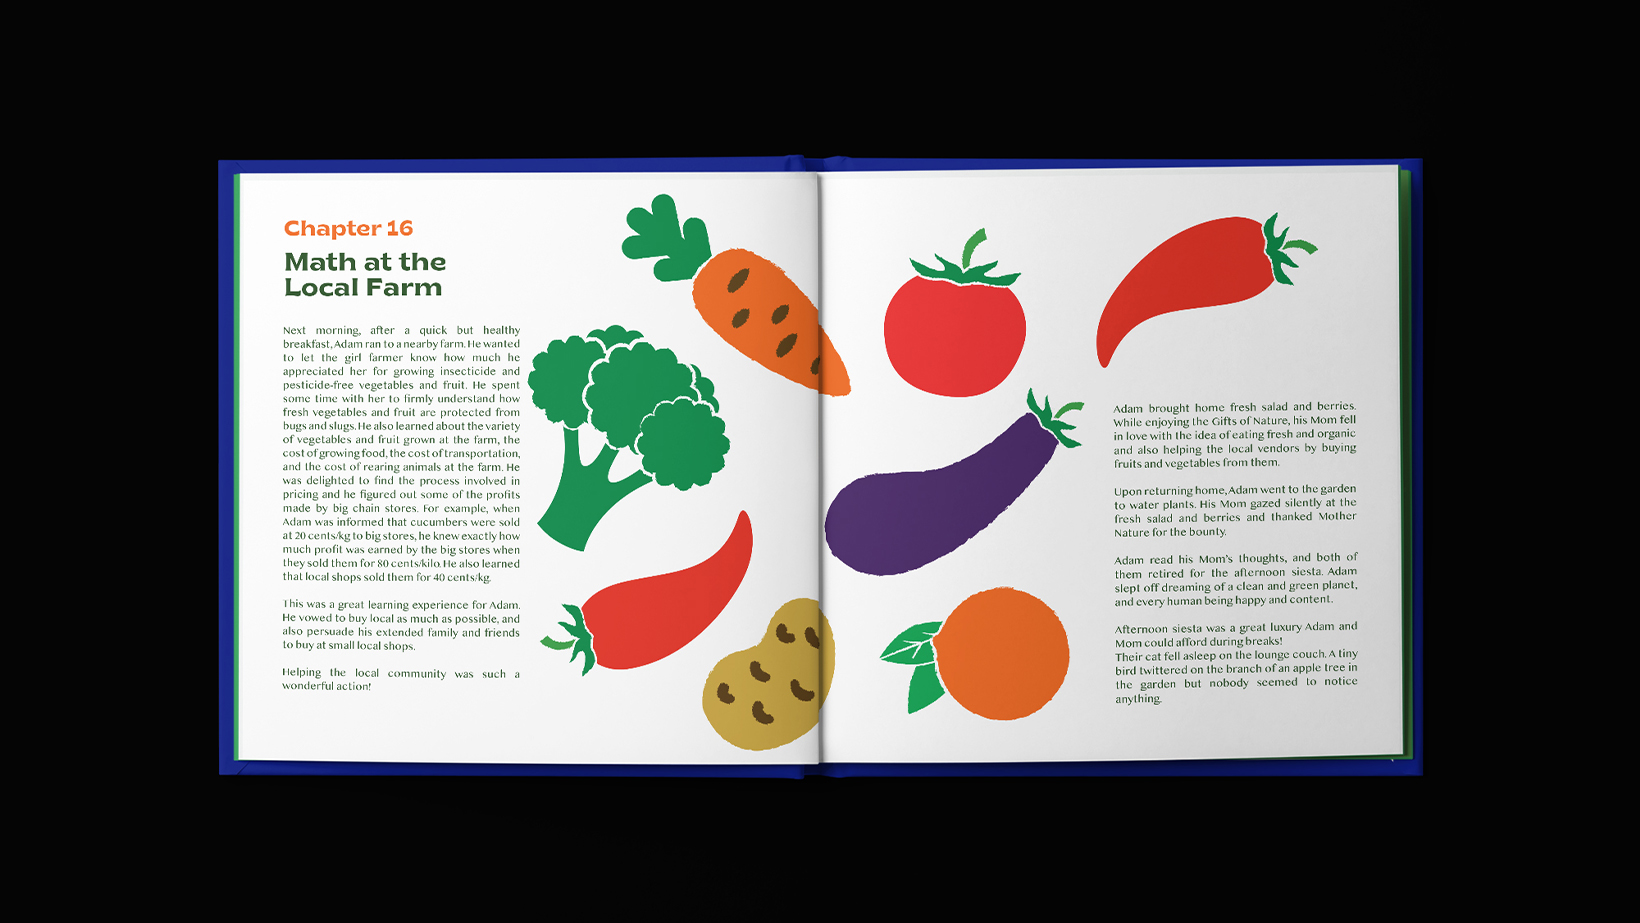 Chapter 16
Math at the
Local Farm
Next morning, after a quick but healthy
breakfast, Adam ran to a nearby farm. He wanted
to let the girl farmer know how much he
appreciated her for growing insecticide and
pesticide-free vegetables and fruit. He spent
some time with her to firmly understand how
fresh vegetables and fruit are protected from
bugs and slugs. He also learned about the variety
of vegetables and fruit grown at the farm, the
cost of growing food, the cost of transportation,
and the cost of rearing animals at the farm. He
was delighted to find the process involved in
pricing and he figured out some of the profits
made by big chain stores. For example, when
Adam was informed that cucumbers were sold
at 20 cents/kg to big stores, he knew exactly how
much profit was earned by the big stores when
they sold them for 80 cents/kilo. He also learned
that local shops sold them for 40 cents/kg.
This was a great learning experience for Adam.
He vowed to buy local as much as possible, and
also persuade his extended family and friends
to buy at small local shops.
Helping the local community was such a
wonderful action!
Adam brought home fresh salad and berries.
While enjoying the Gifts of Nature, his Mom fell
in love with the idea of eating fresh and organic
and also helping the local vendors by buying
fruits and vegetables from them.
Upon returning home, Adam went to the garden
to water plants. His Mom gazed silently at the
fresh salad and berries and thanked Mother
Nature for the bounty.
Adam read his Mom's thoughts, and both of
them retired for the afternoon siesta. Adam
slept off dreaming of a clean and green planet,
and every human being happy and content.
Afternoon siesta was a great luxury Adam and
Mom could afford during breaks!
Their cat fell asleep on the lounge couch. A tiny
bird twittered on the branch of an apple tree in
the garden but nobody seemed to notice
anything.